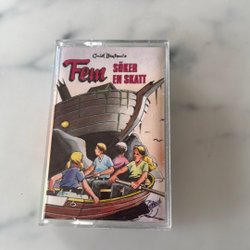 Enid Blyton's
Fem SÖKER
EN SKATT